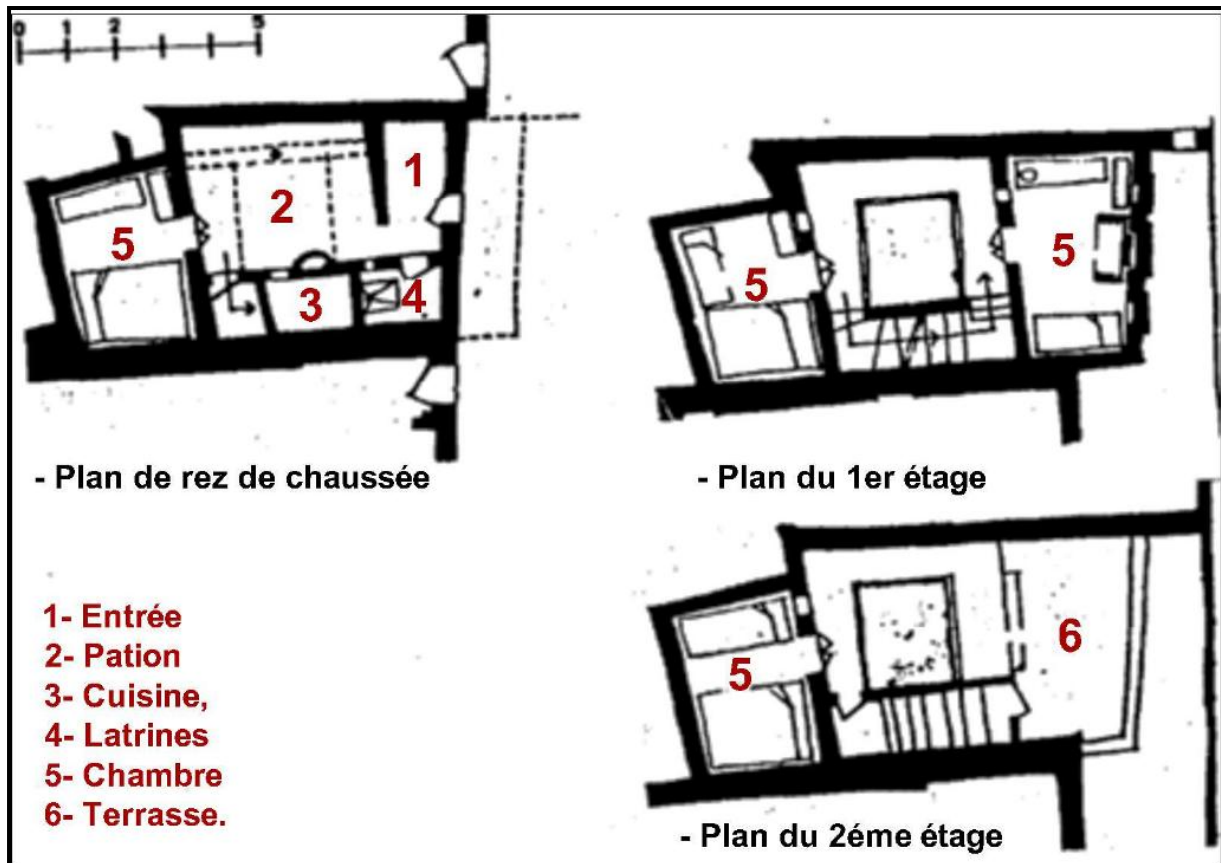 0 1 2 5
1
2
5
3
4
- Plan de rez de chaussée
5
5
- Plan du 1er étage
1- Entrée
2- Pation
3- Cuisine,
4- Latrines
5- Chambre
6- Terrasse.
6
5
- Plan du 2éme étage